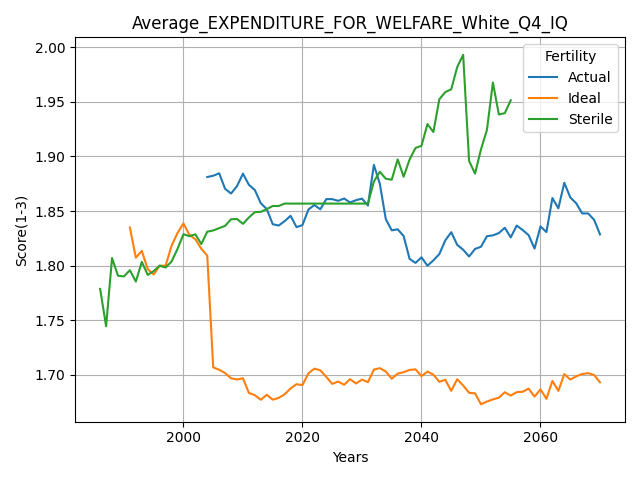 Average_EXPENDITURE_FOR_WELFARE_White_Q4_IQ
Fertility
Actual
Ideal
Sterile
Score(1-3)
2.00
1.95
1.90
1.85
1.80
1.75
1.70
2000
2020
2040
2060
Years